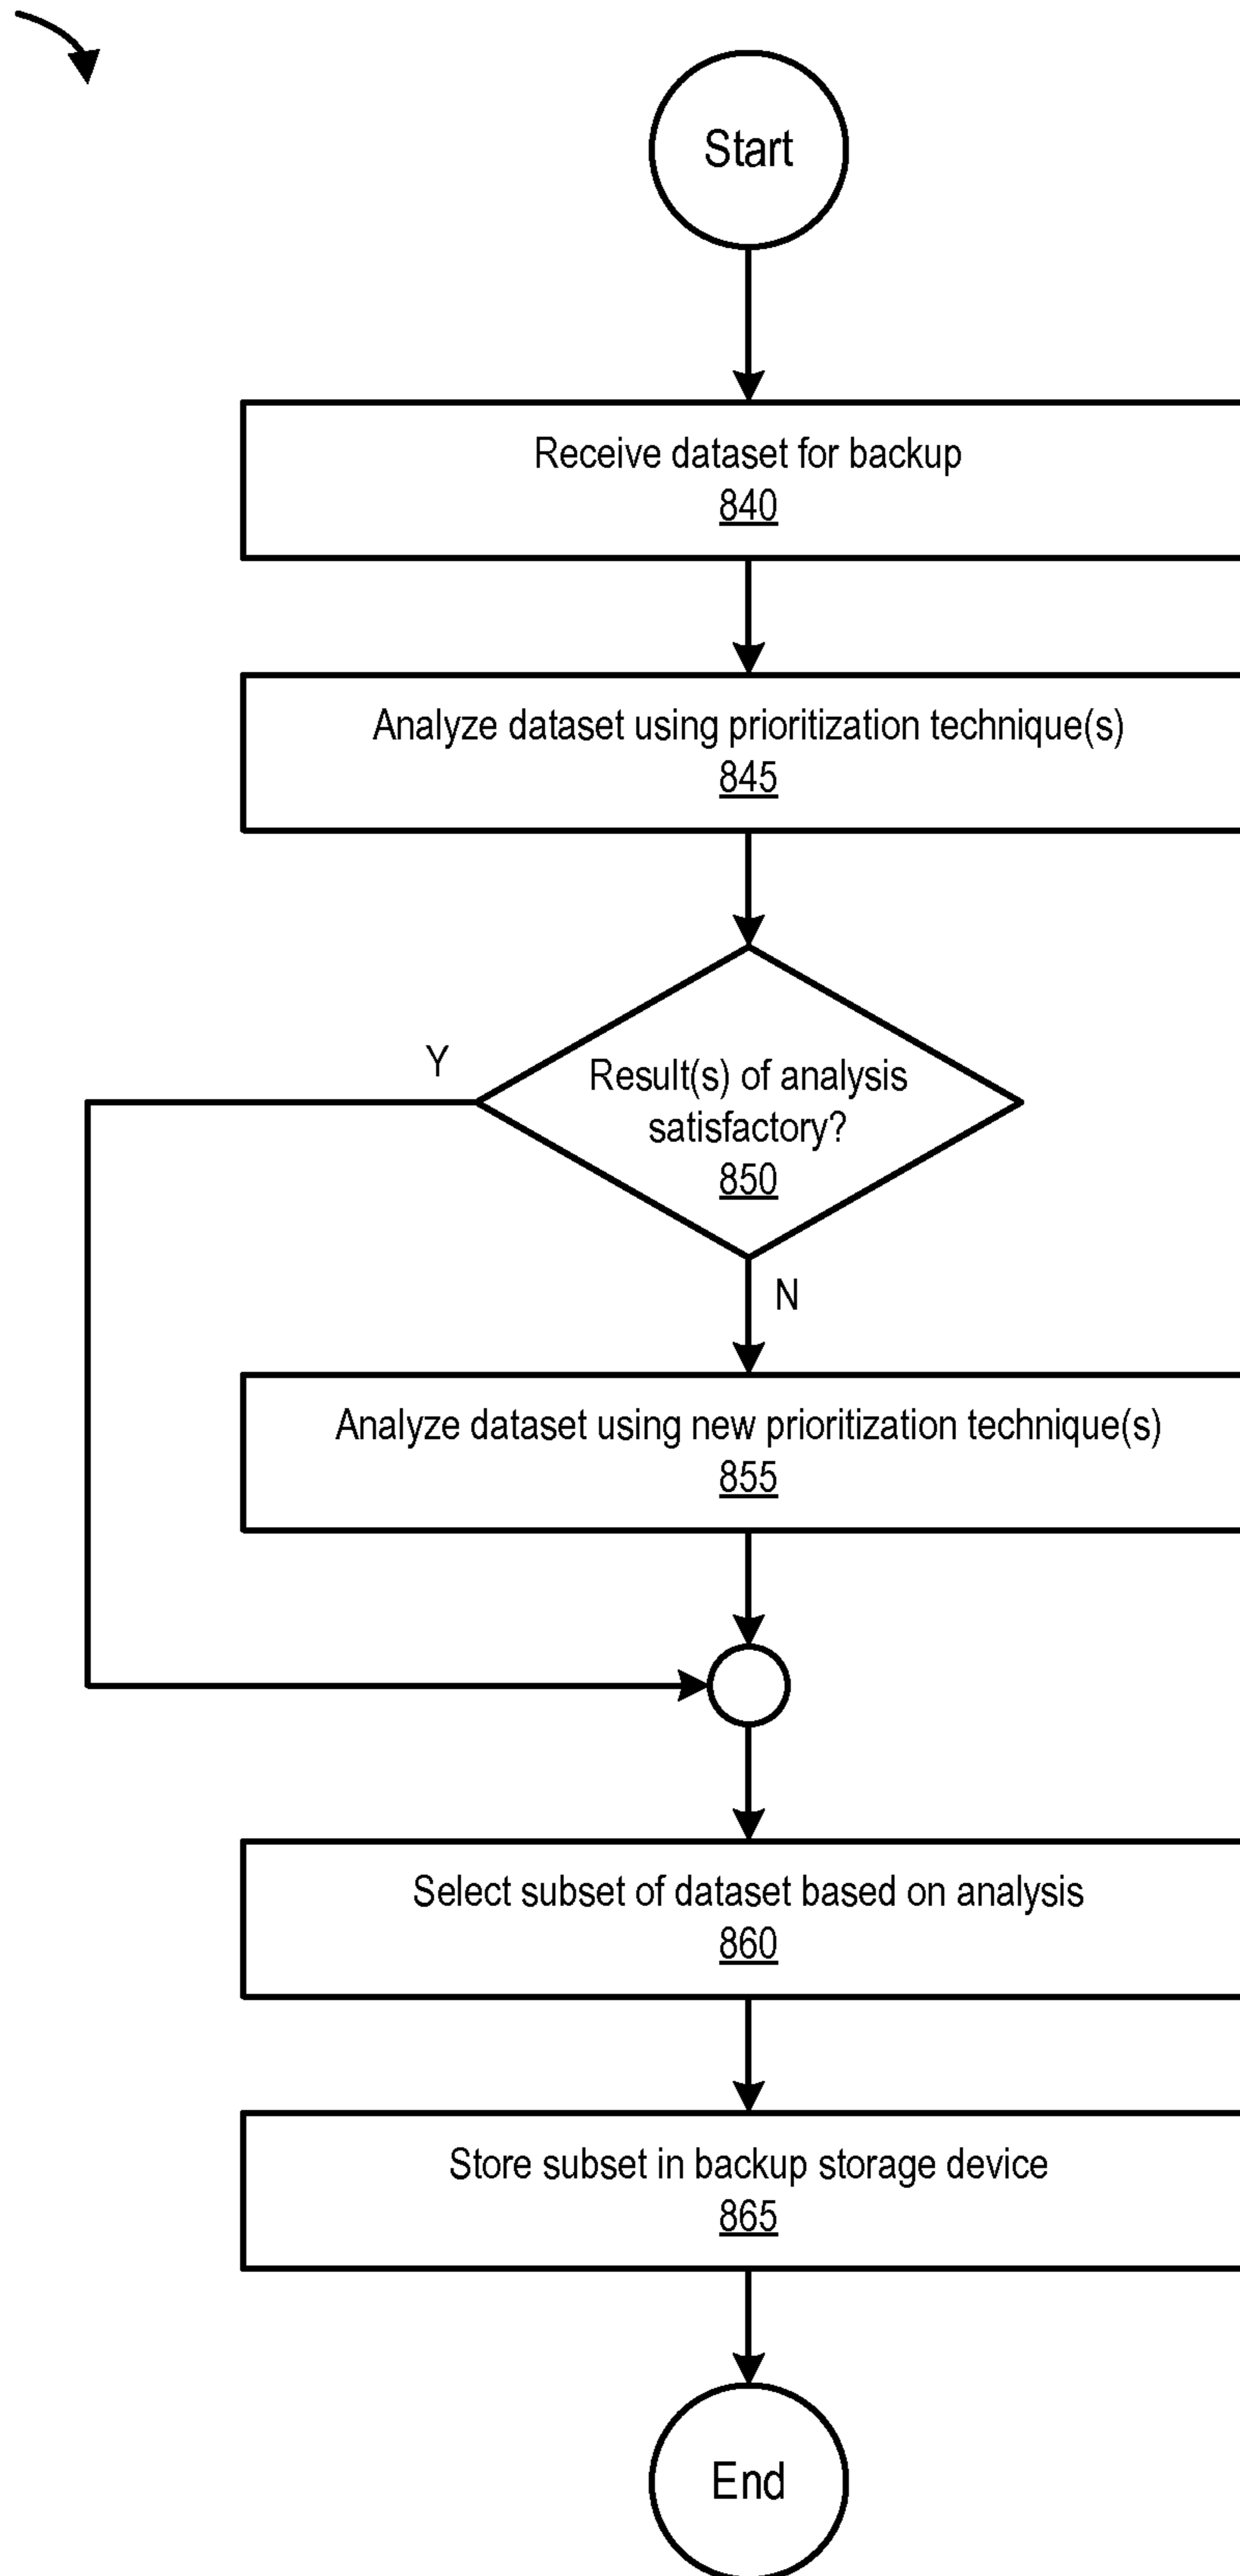 Start
Receive dataset for backup
840
Analyze dataset using prioritization technique(s)
845
Y
Result(s) of analysis
satisfactory?
850
N
Analyze dataset using new prioritization technique(s)
855
Select subset of dataset based on analysis
860
Store subset in backup storage device
865
End